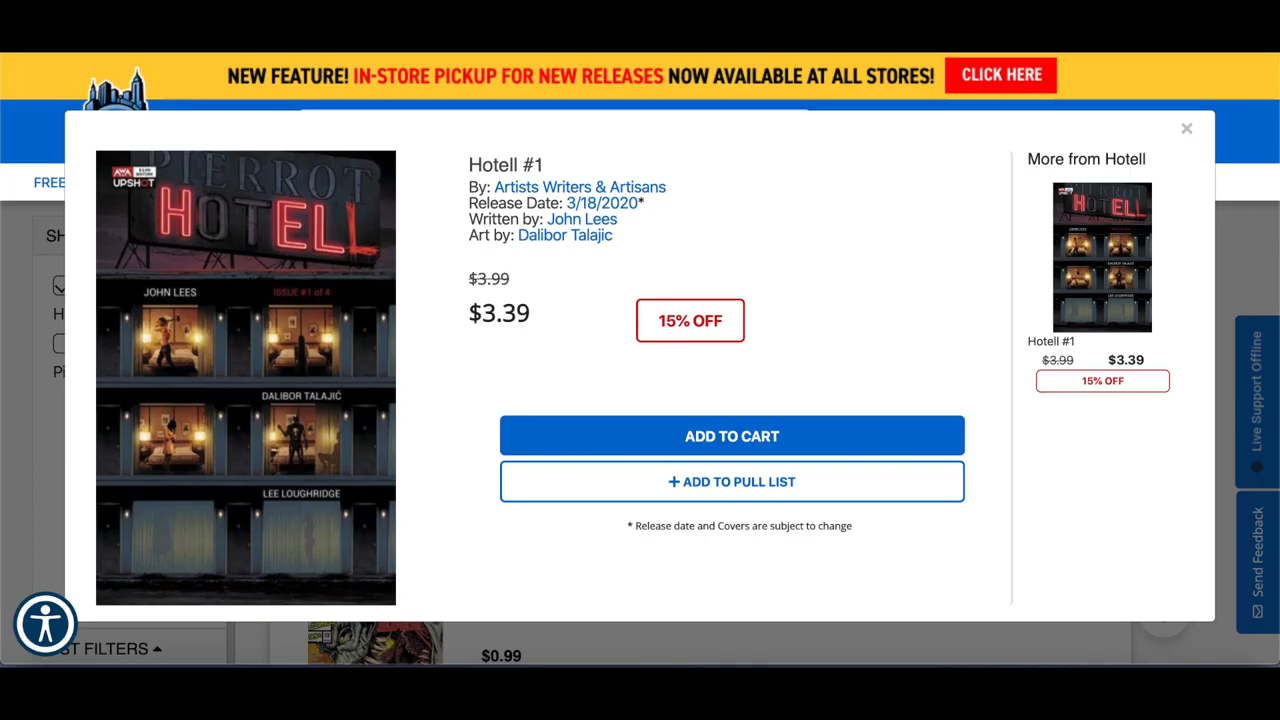 NEW FEATURE! IN-STORE PICKUP FOR NEW RELEASES NOW AVAILABLE AT ALL STORES! CLICK HERE
FREE
×
PIERROT
HOTELL
AWA
UPSHOT
JOHN LEES
ISSUE #1 of 4
DALIBOR TALAJIĆ
LEE LOUGHRIDGE
Hotell #1
By: Artists Writers & Artisans
Release Date: 3/18/2020*
Written by: John Lees
Art by: Dalibor Talajic
$3.99
$3.39
15% OFF
ADD TO CART
+ ADD TO PULL LIST
* Release date and Covers are subject to change
More from Hotell
HOTELL
Hotell #1
$3.99 $3.39
15% OFF
Live Support Offline
Send Feedback
SH
H
Pi
ST FILTERS
$0.99